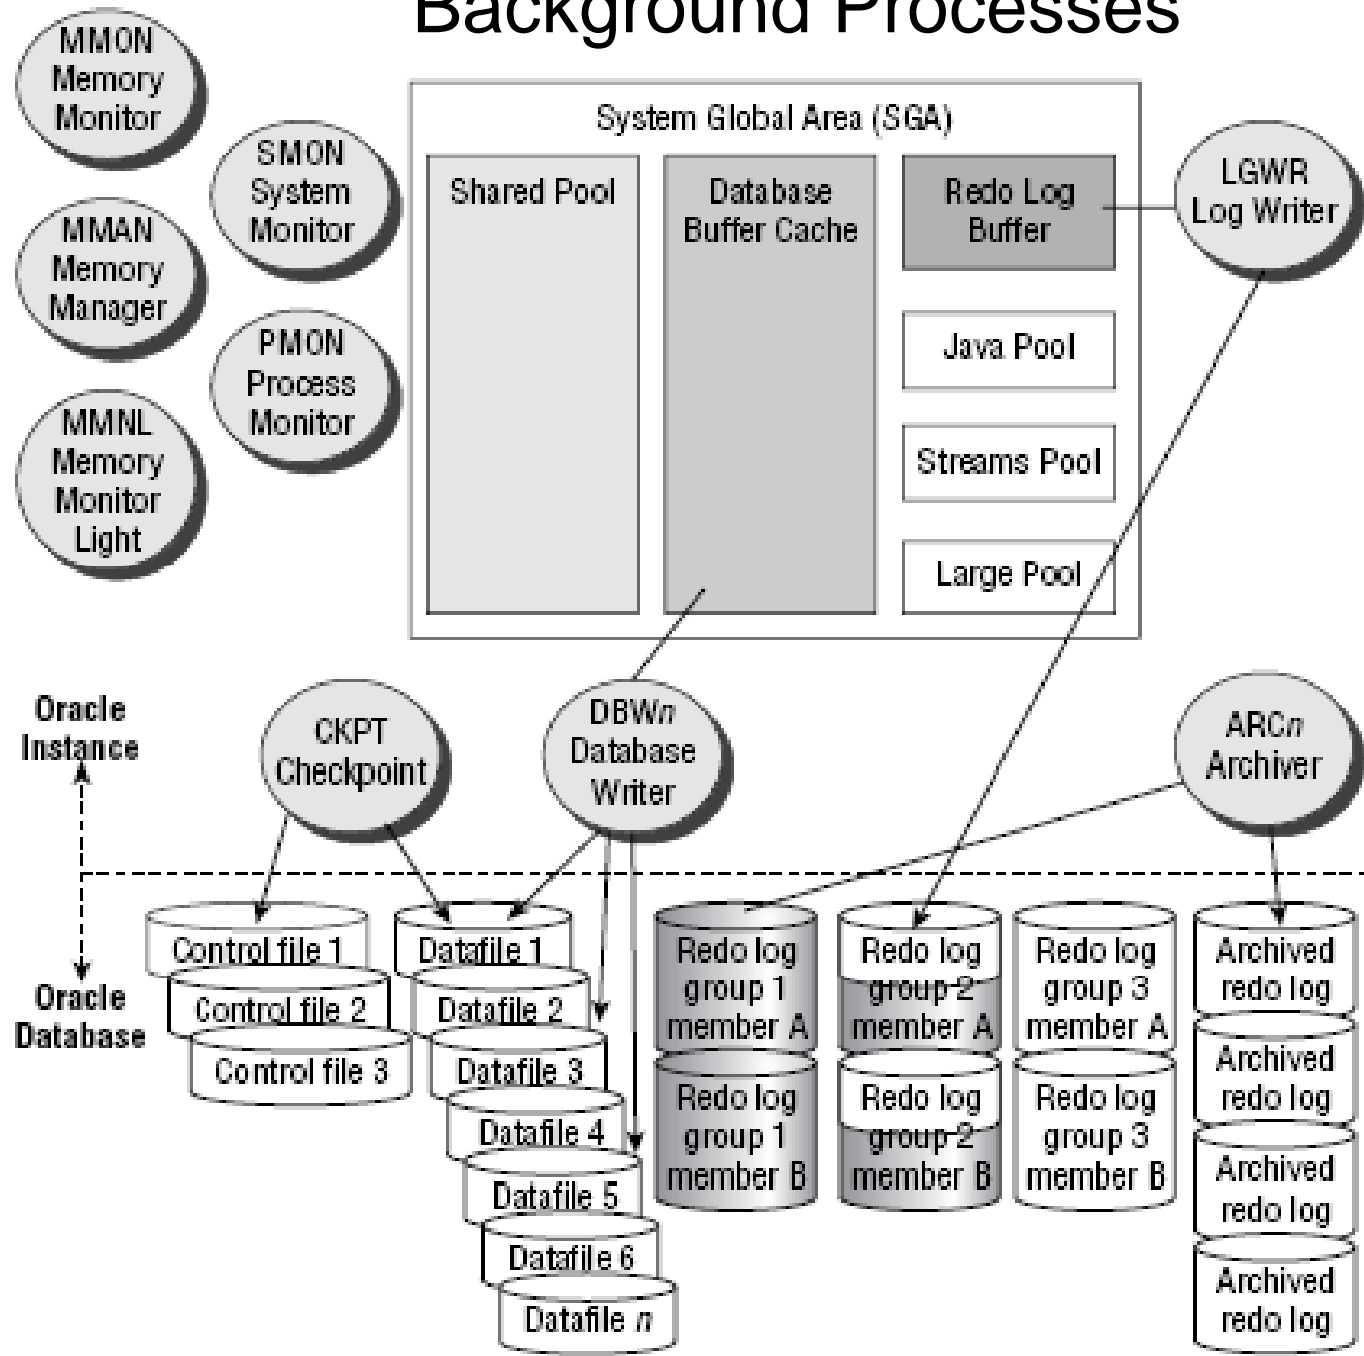 Background Processes
MMON
Memory
Monitor
SMON
System
Monitor
MMAN
Memory
Manager
PMON
Process
Monitor
MMNL
Memory
Monitor
Light
System Global Area (SGA)
Shared Pool
Database
Buffer Cache
Redo Log
Buffer
Java Pool
Streams Pool
Large Pool
LGWR
Log Writer
Oracle
Instance
CKPT
Checkpoint
DBWn
Database
Writer
ARCn
Archiver
Oracle
Database
Control file 1
Control file 2
Control file 3
Datafile 1
Datafile 2
Datafile 3
Datafile 4
Datafile 5
Datafile 6
Datafile n
Redo log
group 1
member A
Redo log
group 1
member B
Redo log
group 2
member A
Redo log
group 2
member B
Redo log
group 3
member A
Redo log
group 3
member B
Archived
redo log
Archived
redo log
Archived
redo log
Archived
redo log